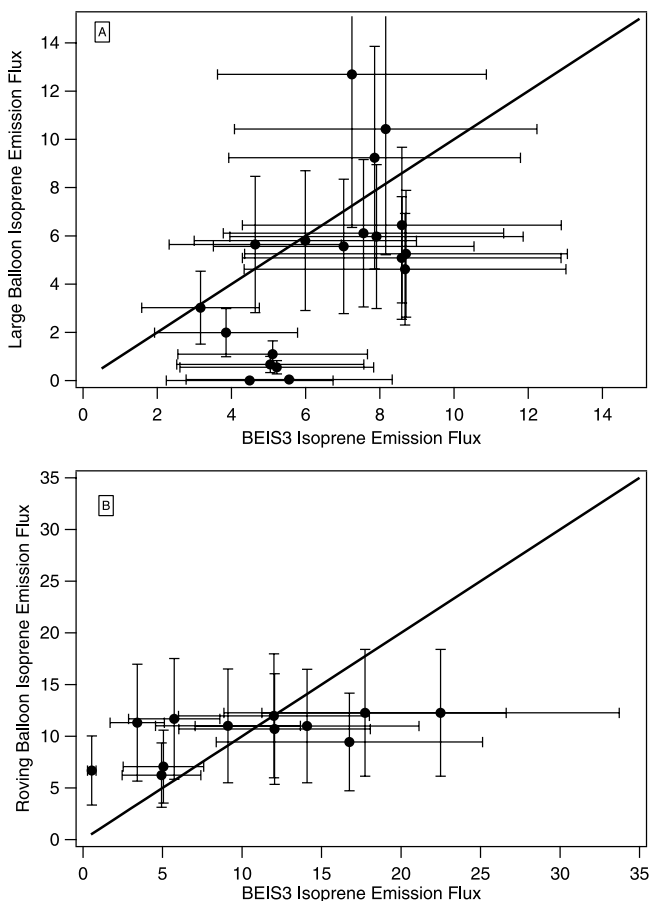 A
Large Balloon Isoprene Emission Flux
14
12
10
8
6
4
2
0
0 2 4 6 8 10 12 14
BEIS3 Isoprene Emission Flux
B
Roving Balloon Isoprene Emission Flux
35
30
25
20
15
10
5
0
0 5 10 15 20 25 30 35
BEIS3 Isoprene Emission Flux